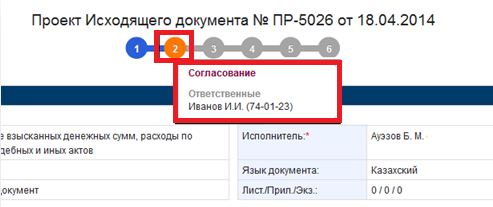 Проект Исходящего документа № ПР-5026 от 18.04.2014
1 2 3 4 5 6
Согласование
Ответственные
Иванов И.И. (74-01-23)
е взысканных денежных сумм, расходы по
дебных и иных актов
Исполнитель:* Ауэзов Б. М.
Язык документа: Казахский
документ
Лист./Прил./Экз.: 0 / 0 / 0